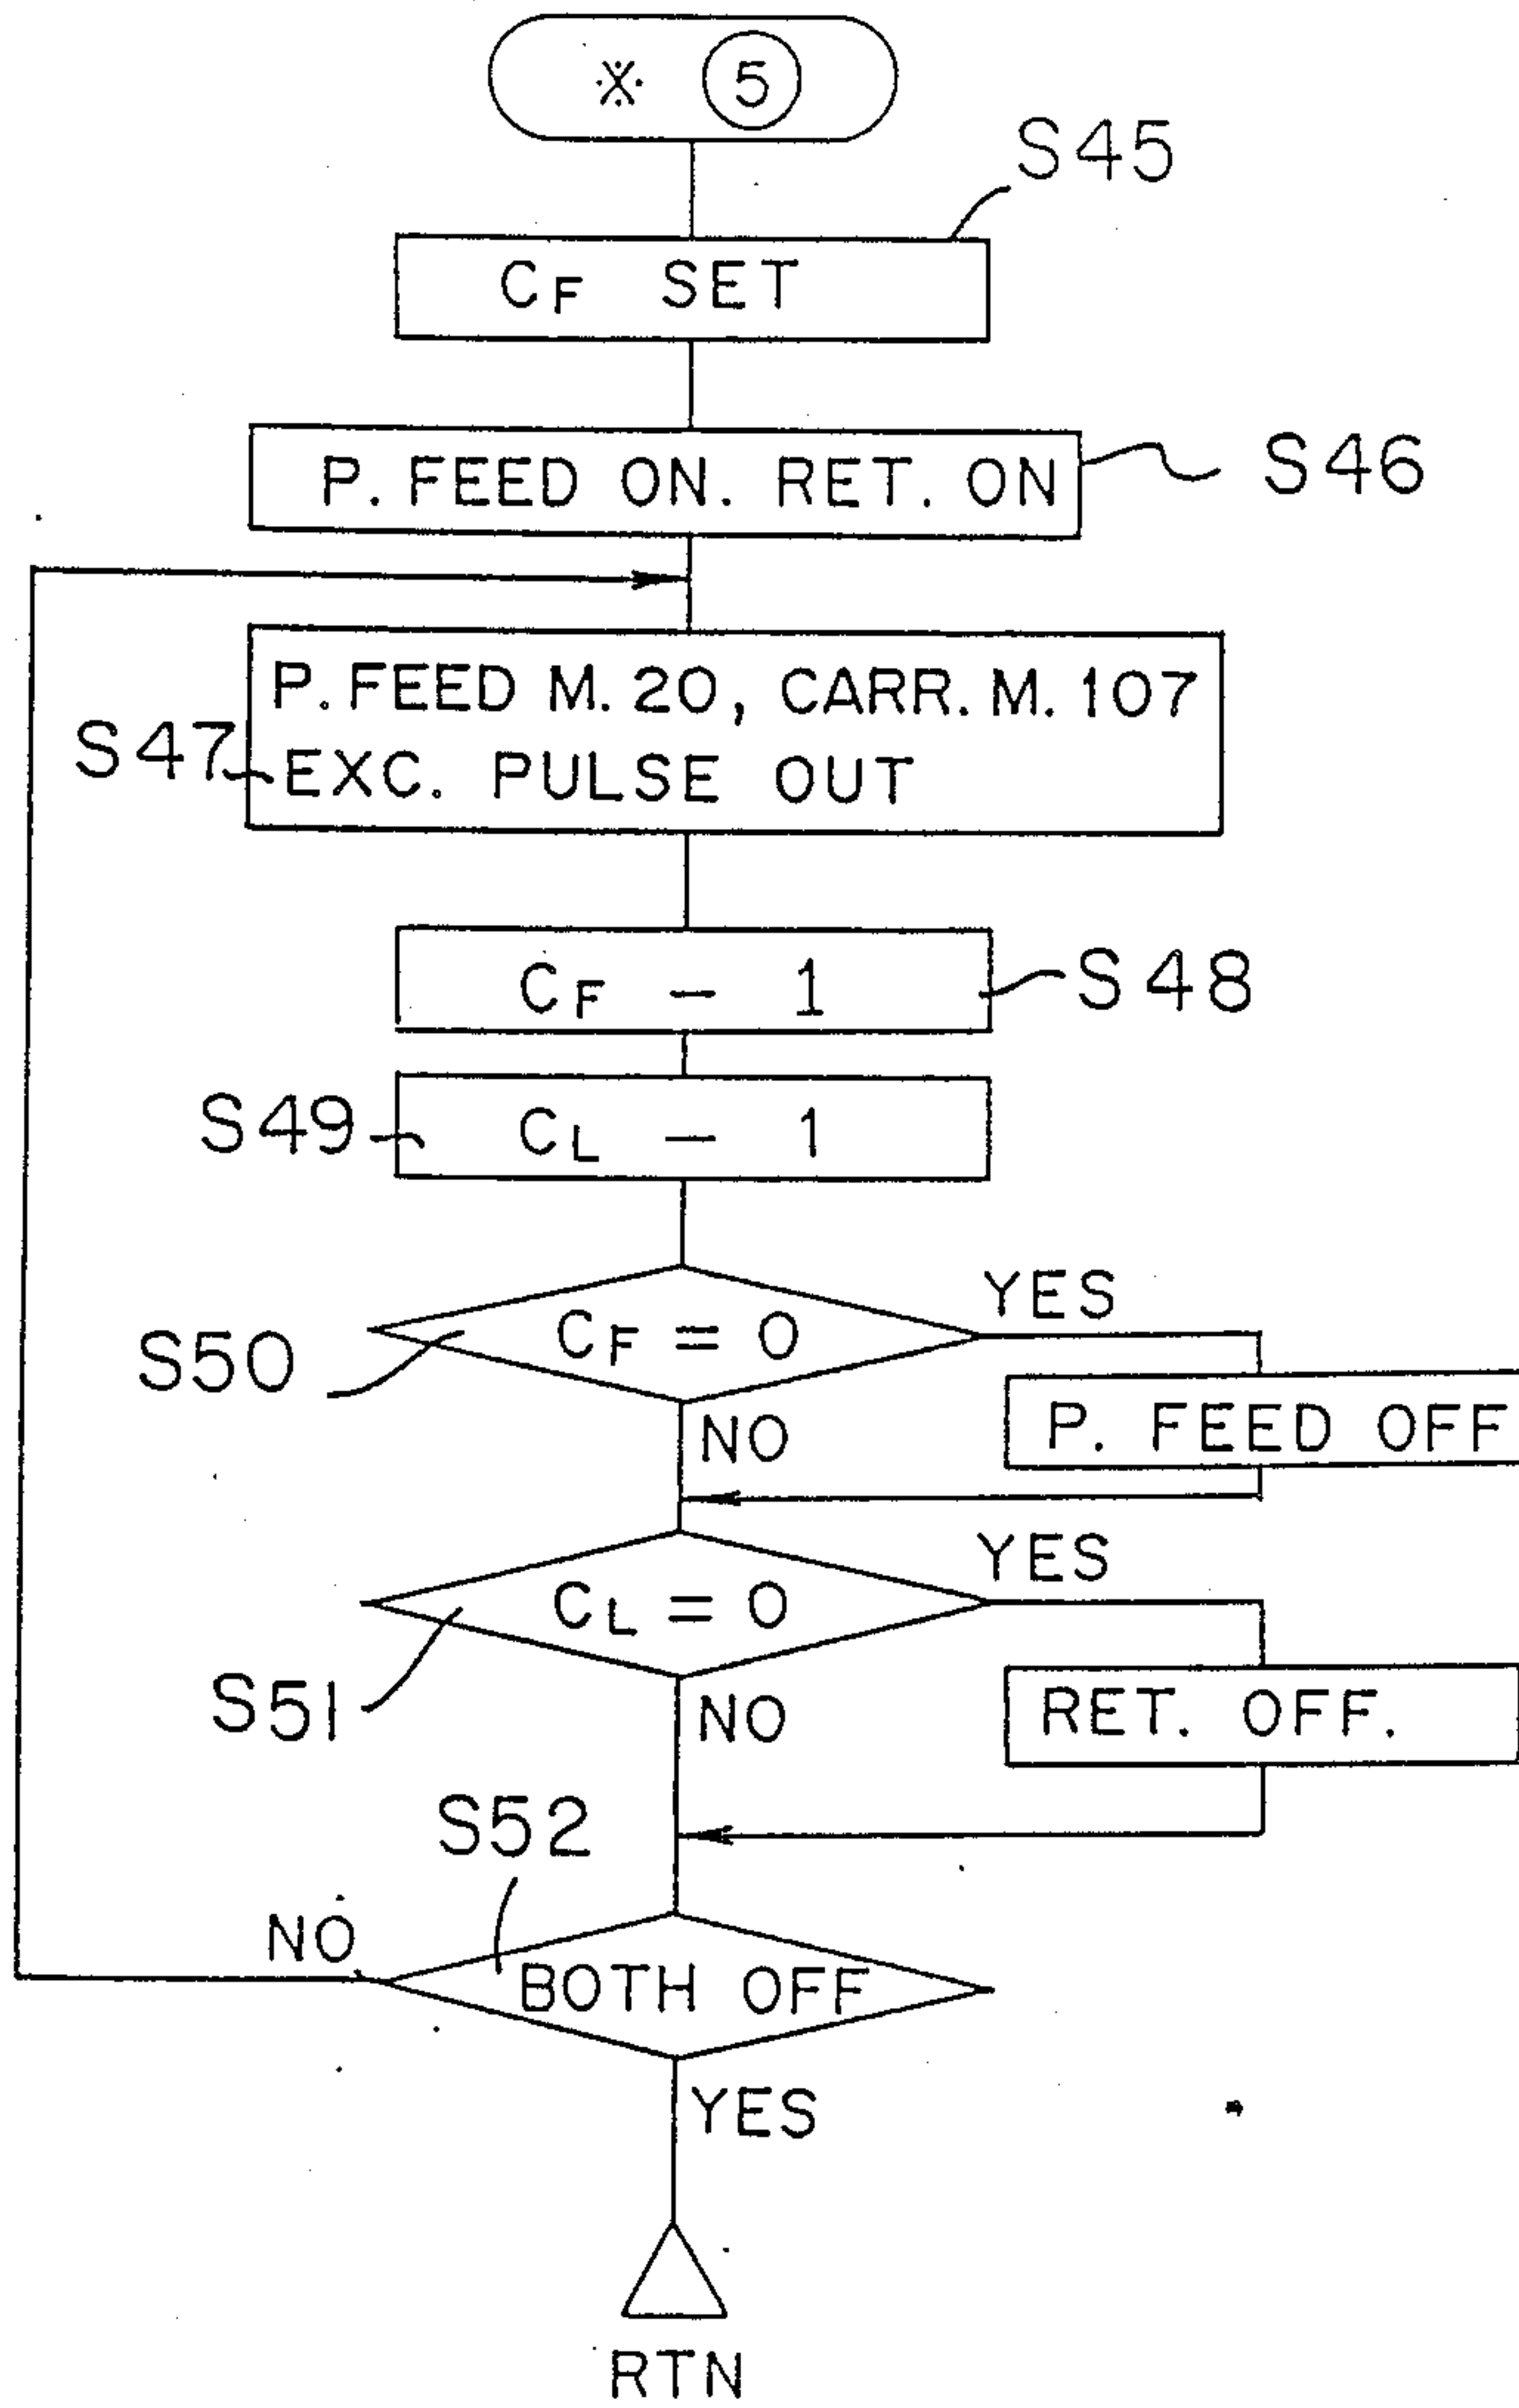 ※ 5
S45
CF SET
P. FEED ON. RET. ON
S46
P. FEED M. 20, CARR. M. 107
S47
EXC. PULSE OUT
CF - 1
S48
S49
CL - 1
YES
CF = 0
S50
P. FEED OFF
NO
YES
CL = 0
S51
NO
RET. OFF.
S52
NO
BOTH OFF
YES
RTN